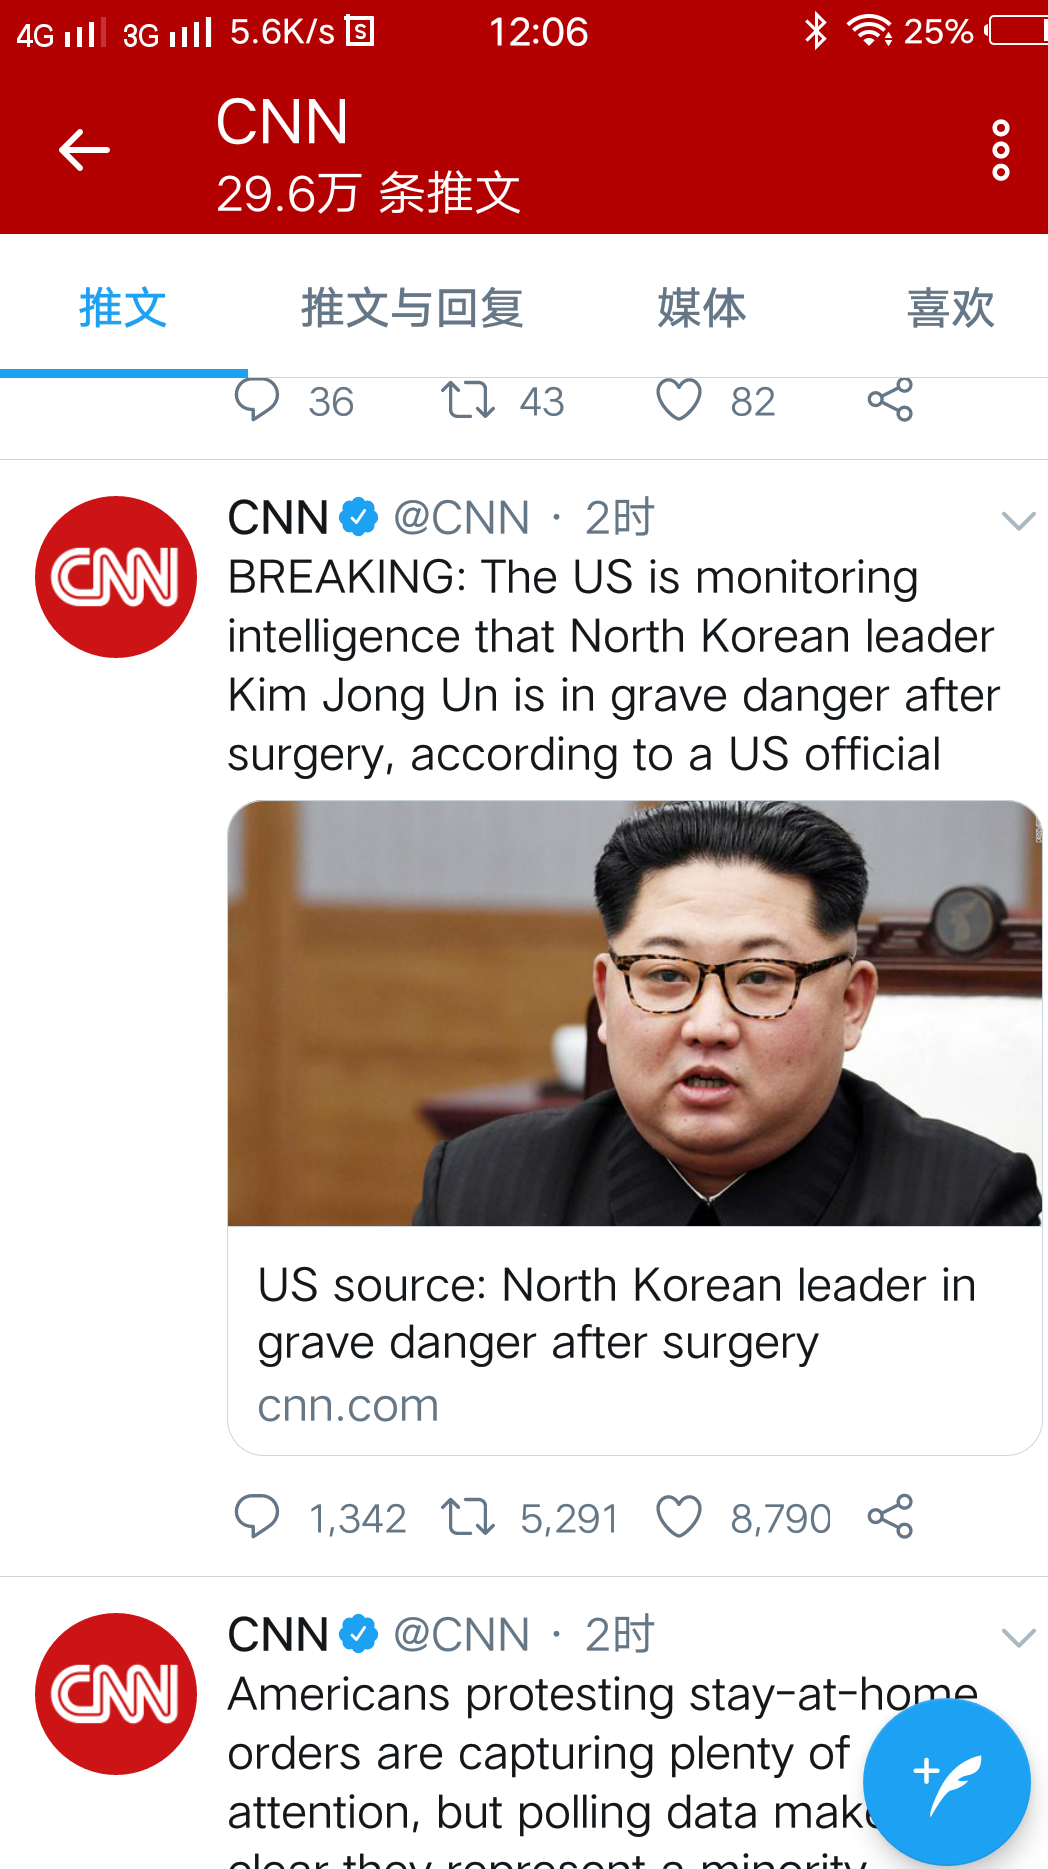 4G 3G 5.6K/s S 12:06 25%
CNN
29.6万 条推文
推文 推文与回复 媒体 喜欢
36 43 82
CNN @CNN · 2时
BREAKING: The US is monitoring
intelligence that North Korean leader
Kim Jong Un is in grave danger after
surgery, according to a US official
US source: North Korean leader in
grave danger after surgery
cnn.com
1,342 5,291 8,790
CNN
CNN @CNN · 2时
Americans protesting stay-at-home
orders are capturing plenty of
attention, but polling data make
clear they represent a minority
CNN